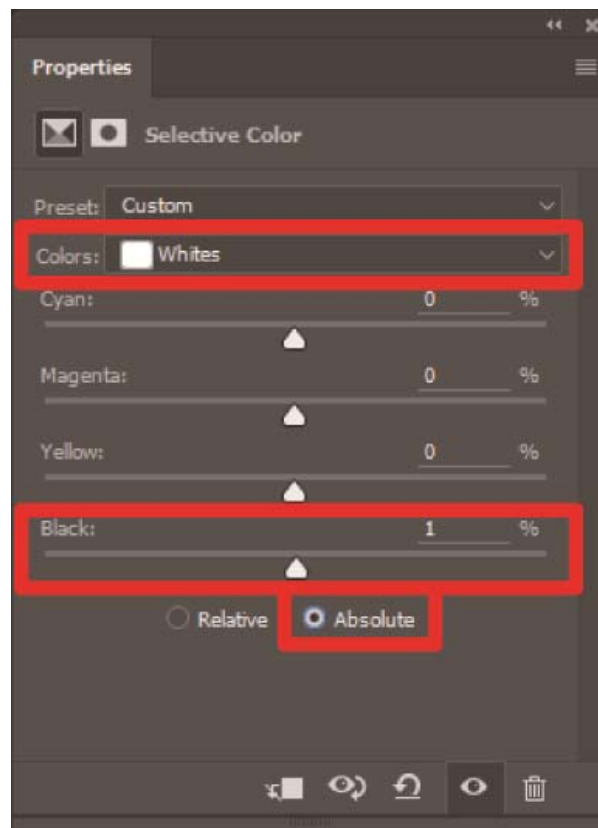 Properties
Selective Color
Preset: Custom
Colors: Whites
Cyan: 0 %
Magenta: 0 %
Yellow: 0 %
Black: 1 %
Relative Absolute